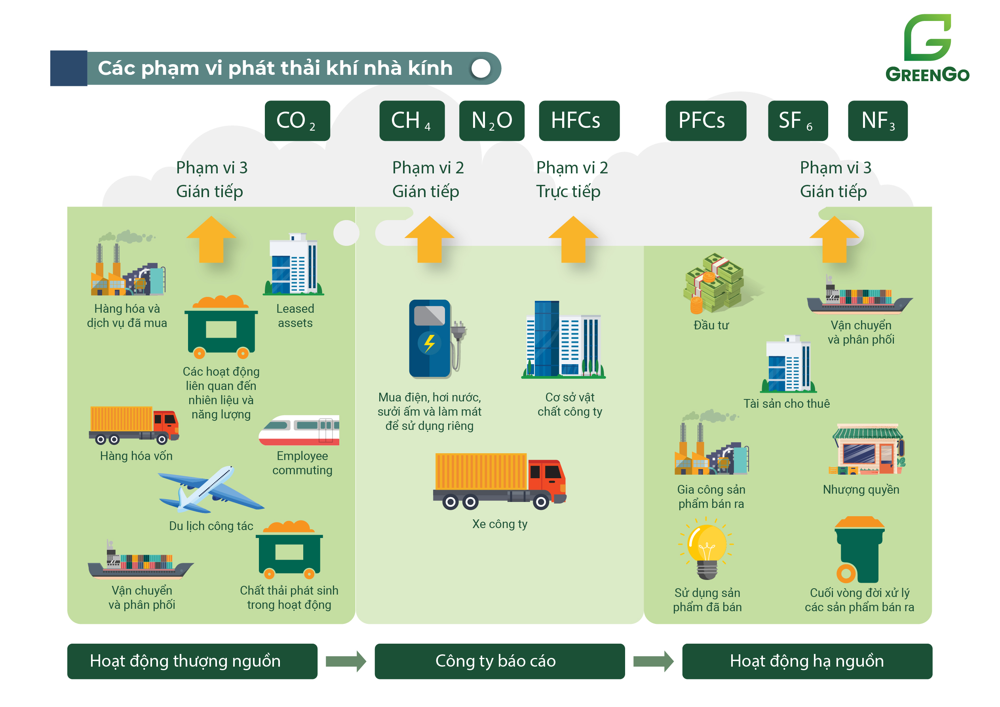 Các phạm vi phát thải khí nhà kính
GREENGO
CO2
CH4
N2O
HFCs
PFCs
SF6
NF3
Phạm vi 3
Gián tiếp
Phạm vi 2
Gián tiếp
Phạm vi 2
Trực tiếp
Phạm vi 3
Gián tiếp
Hàng hóa và
dịch vụ đã mua
Leased
assets
Các hoạt động
liên quan đến
nhiên liệu và
năng lượng
Hàng hóa vốn
Employee
commuting
Du lịch công tác
Vận chuyển
và phân phối
Chất thải phát sinh
trong hoạt động
Mua điện, hơi nước,
sưởi ấm và làm mát
để sử dụng riêng
Cơ sở vật
chất công ty
Xe công ty
Đầu tư
Vận chuyển
và phân phối
Tài sản cho thuê
Gia công sản
phẩm bán ra
Nhượng quyền
Sử dụng sản
phẩm đã bán
Cuối vòng đời xử lý
các sản phẩm bán ra
Hoạt động thượng nguồn
Công ty báo cáo
Hoạt động hạ nguồn